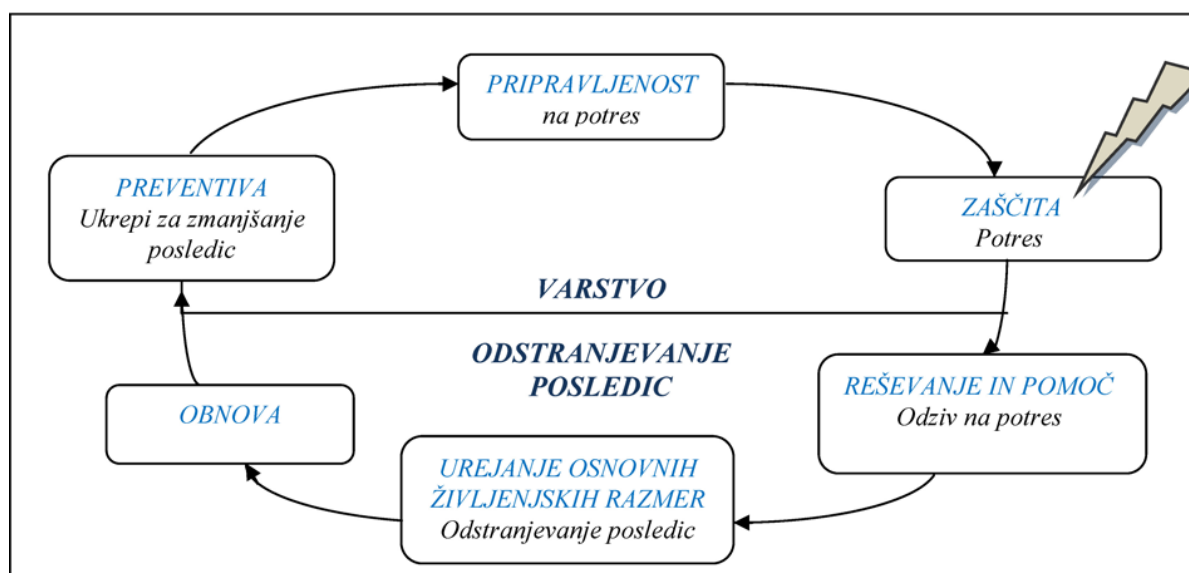 PRIPRAVLJENOST
na potres
PREVENTIVA
Ukrepi za zmanjšanje
posledic
ZAŠČITA
Potres
VARSTVO
ODSTRANJEVANJE
POSLEDIC
REŠEVANJE IN POMOČ
Odziv na potres
OBNOVA
UREJANJE OSNOVNIH
ŽIVLJENJSKIH RAZMER
Odstranjevanje posledic